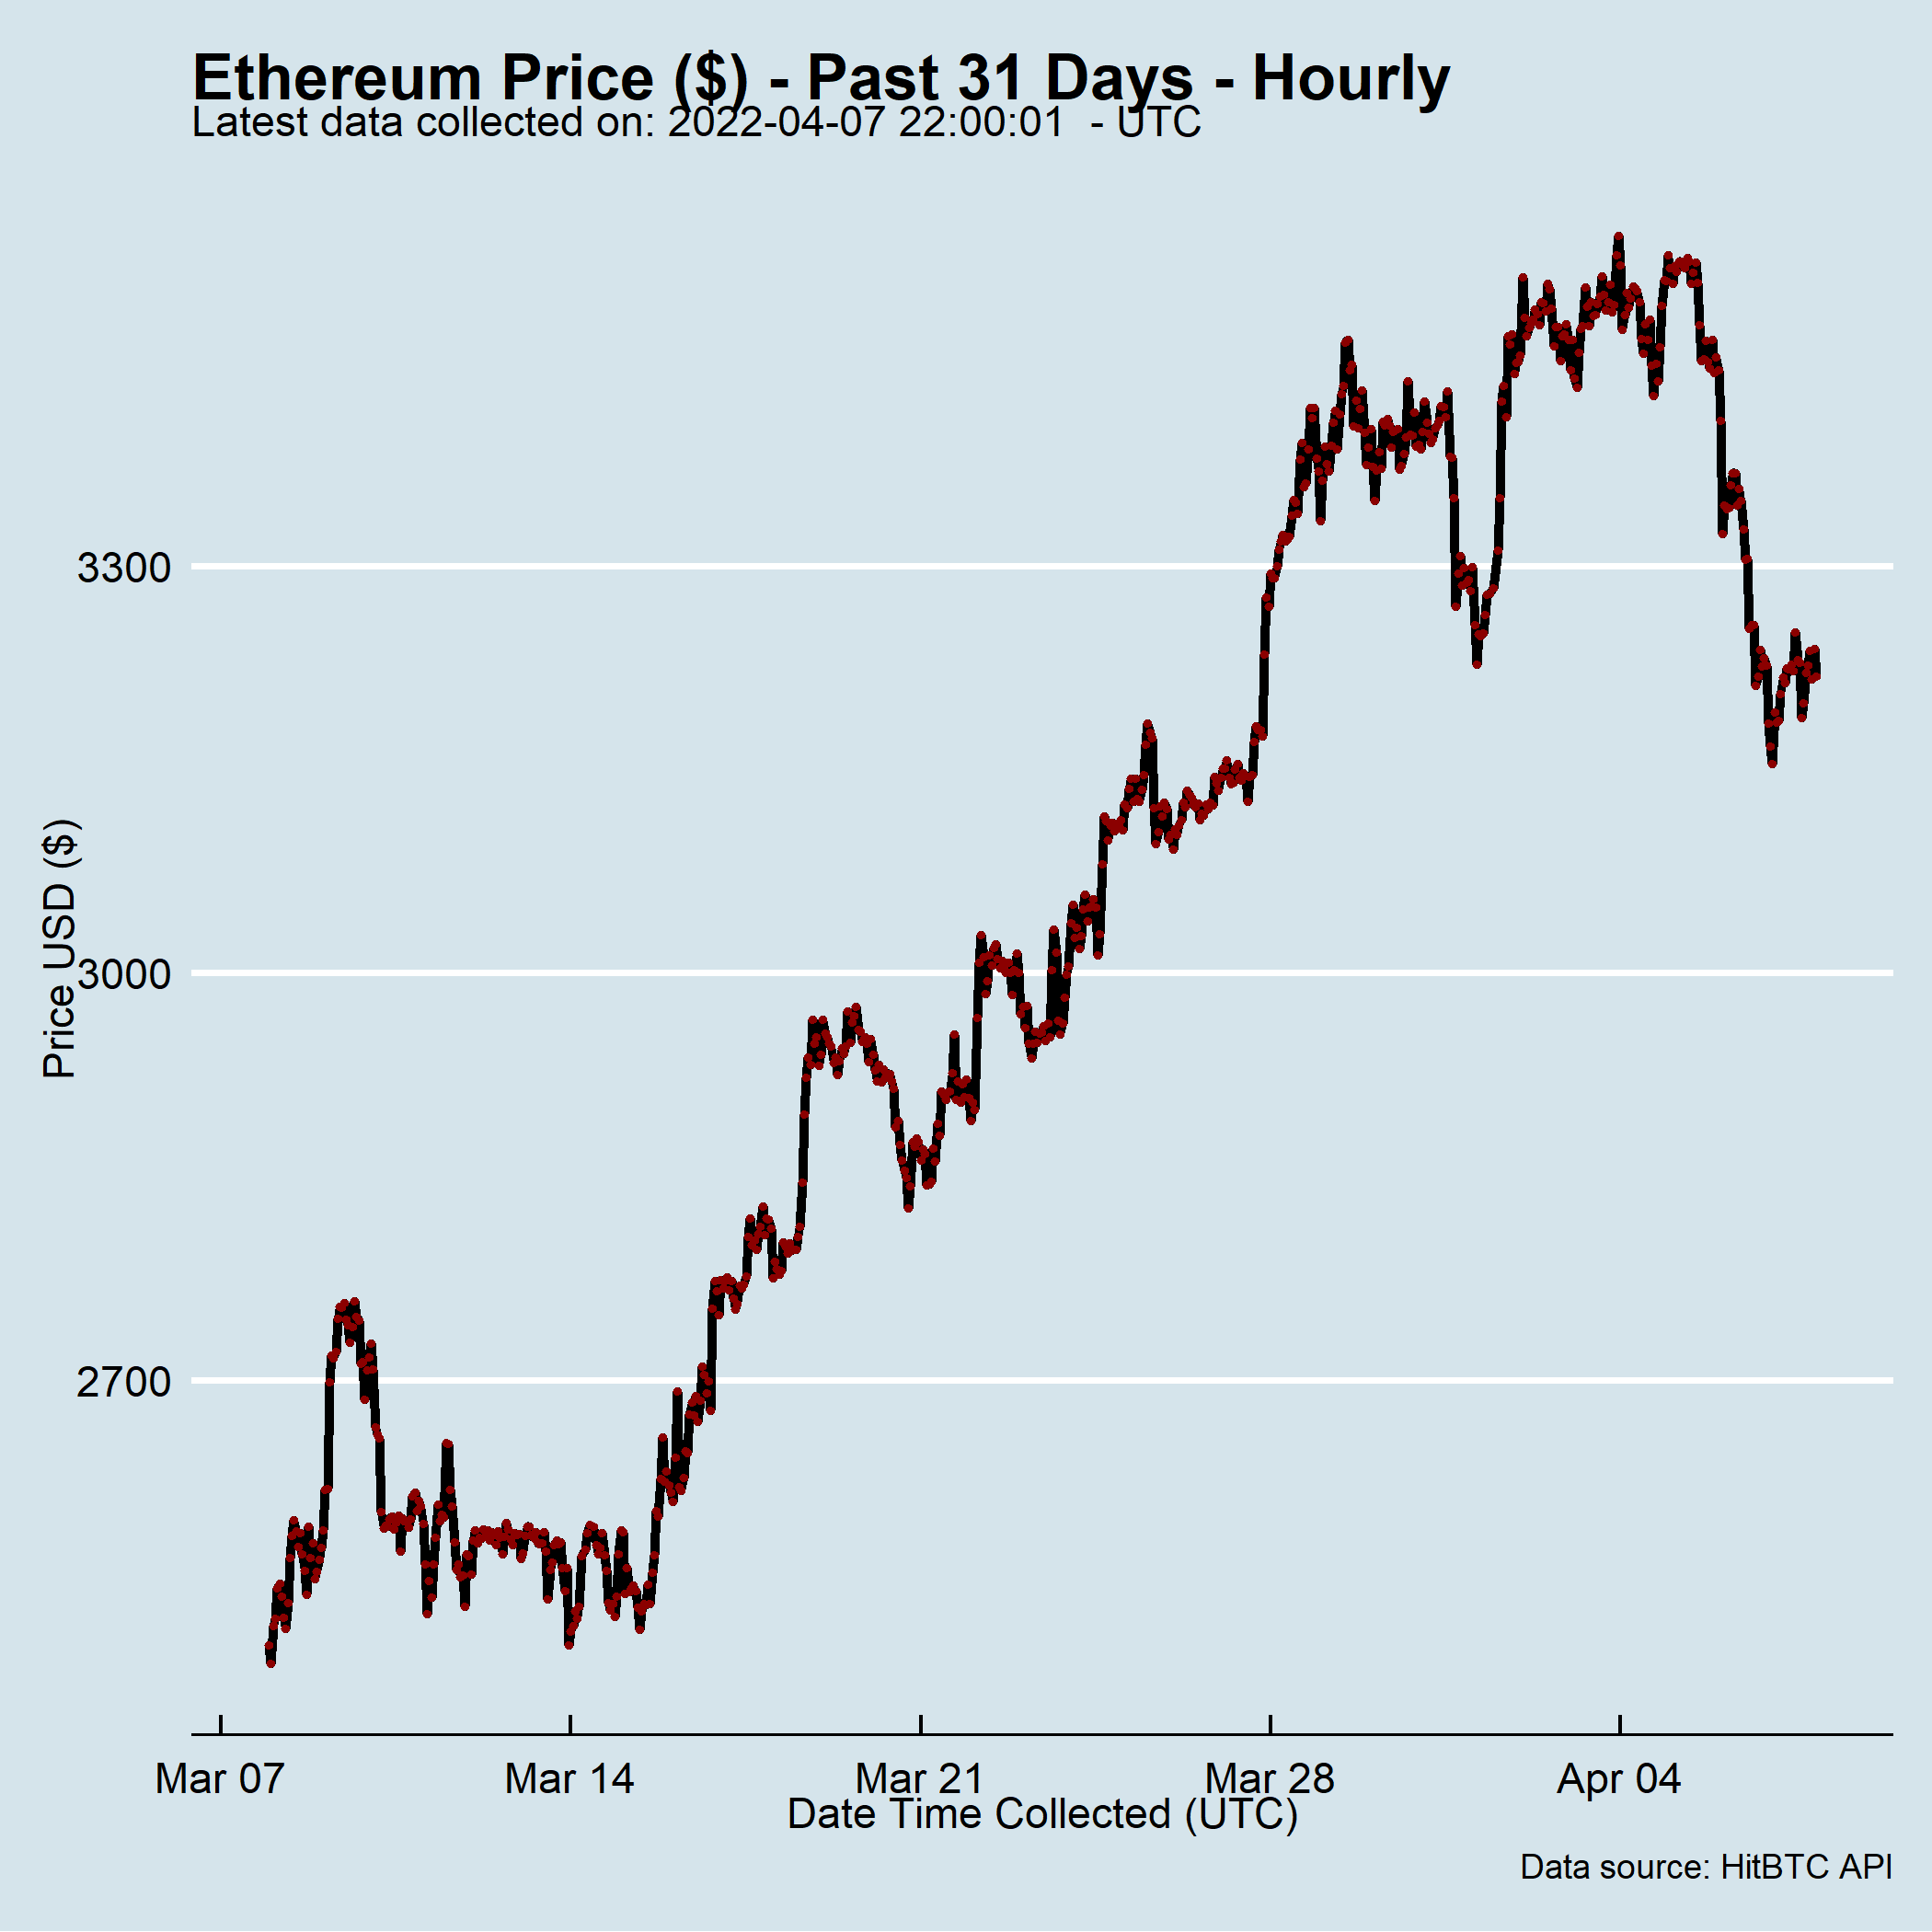 Ethereum Price ($) - Past 31 Days - Hourly
Latest data collected on: 2022-04-07 22:00:01  - UTC
3300
3000
2700
Price USD ($)
Mar 07
Mar 14
Mar 21
Mar 28
Apr 04
Date Time Collected (UTC)
Data source: HitBTC API